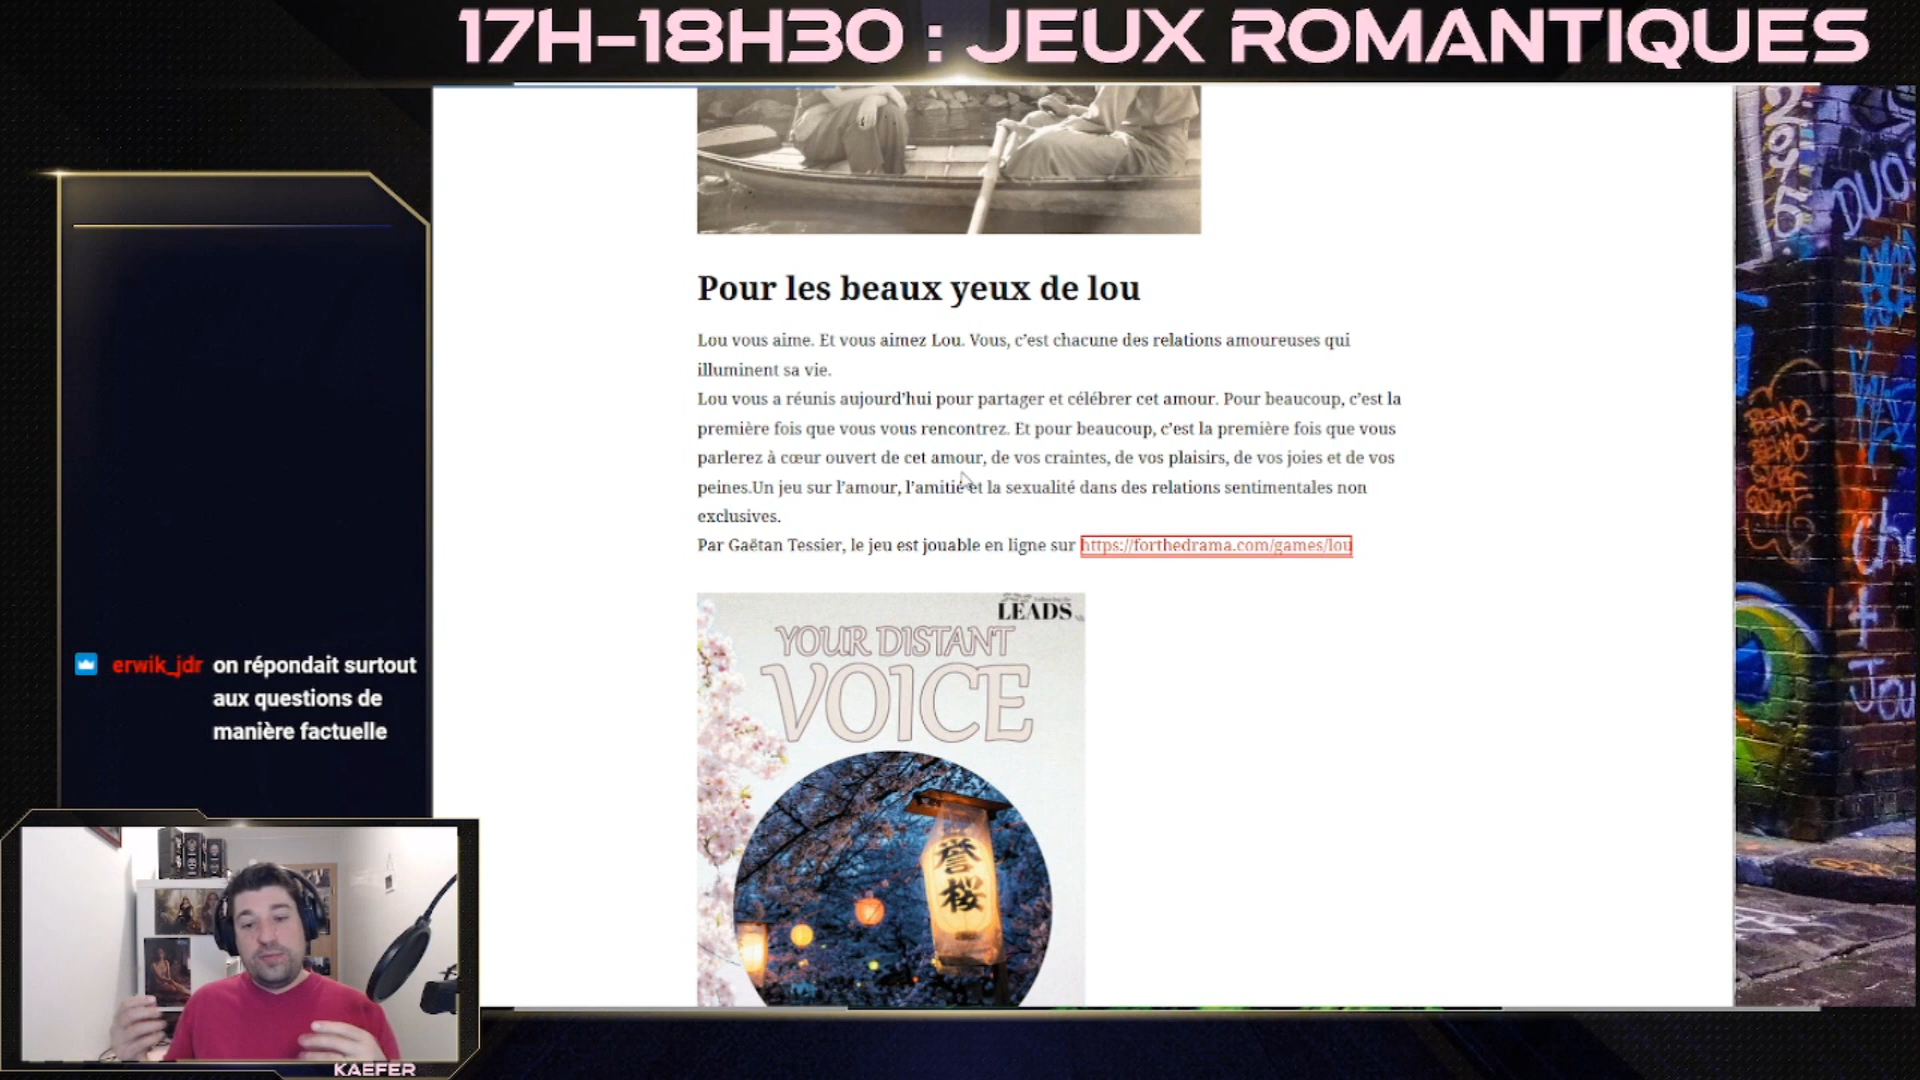 17H-18H30 : JEUX ROMANTIQUES
Pour les beaux yeux de lou
Lou vous aime. Et vous aimez Lou. Vous, c’est chacune des relations amoureuses qui
illuminent sa vie.
Lou vous a réunis aujourd’hui pour partager et célébrer cet amour. Pour beaucoup, c’est la
première fois que vous vous rencontrez. Et pour beaucoup, c’est la première fois que vous
parlerez à cœur ouvert de cet amour, de vos craintes, de vos plaisirs, de vos joies et de vos
peines.Un jeu sur l’amour, l’amitié et la sexualité dans des relations sentimentales non
exclusives.
Par Gaëtan Tessier, le jeu est jouable en ligne sur https://forthedrama.com/games/lou
LEADS
YOUR DISTANT
VOICE
誉
桜
erwik_jdr on répondait surtout
aux questions de
manière factuelle
KAEFER